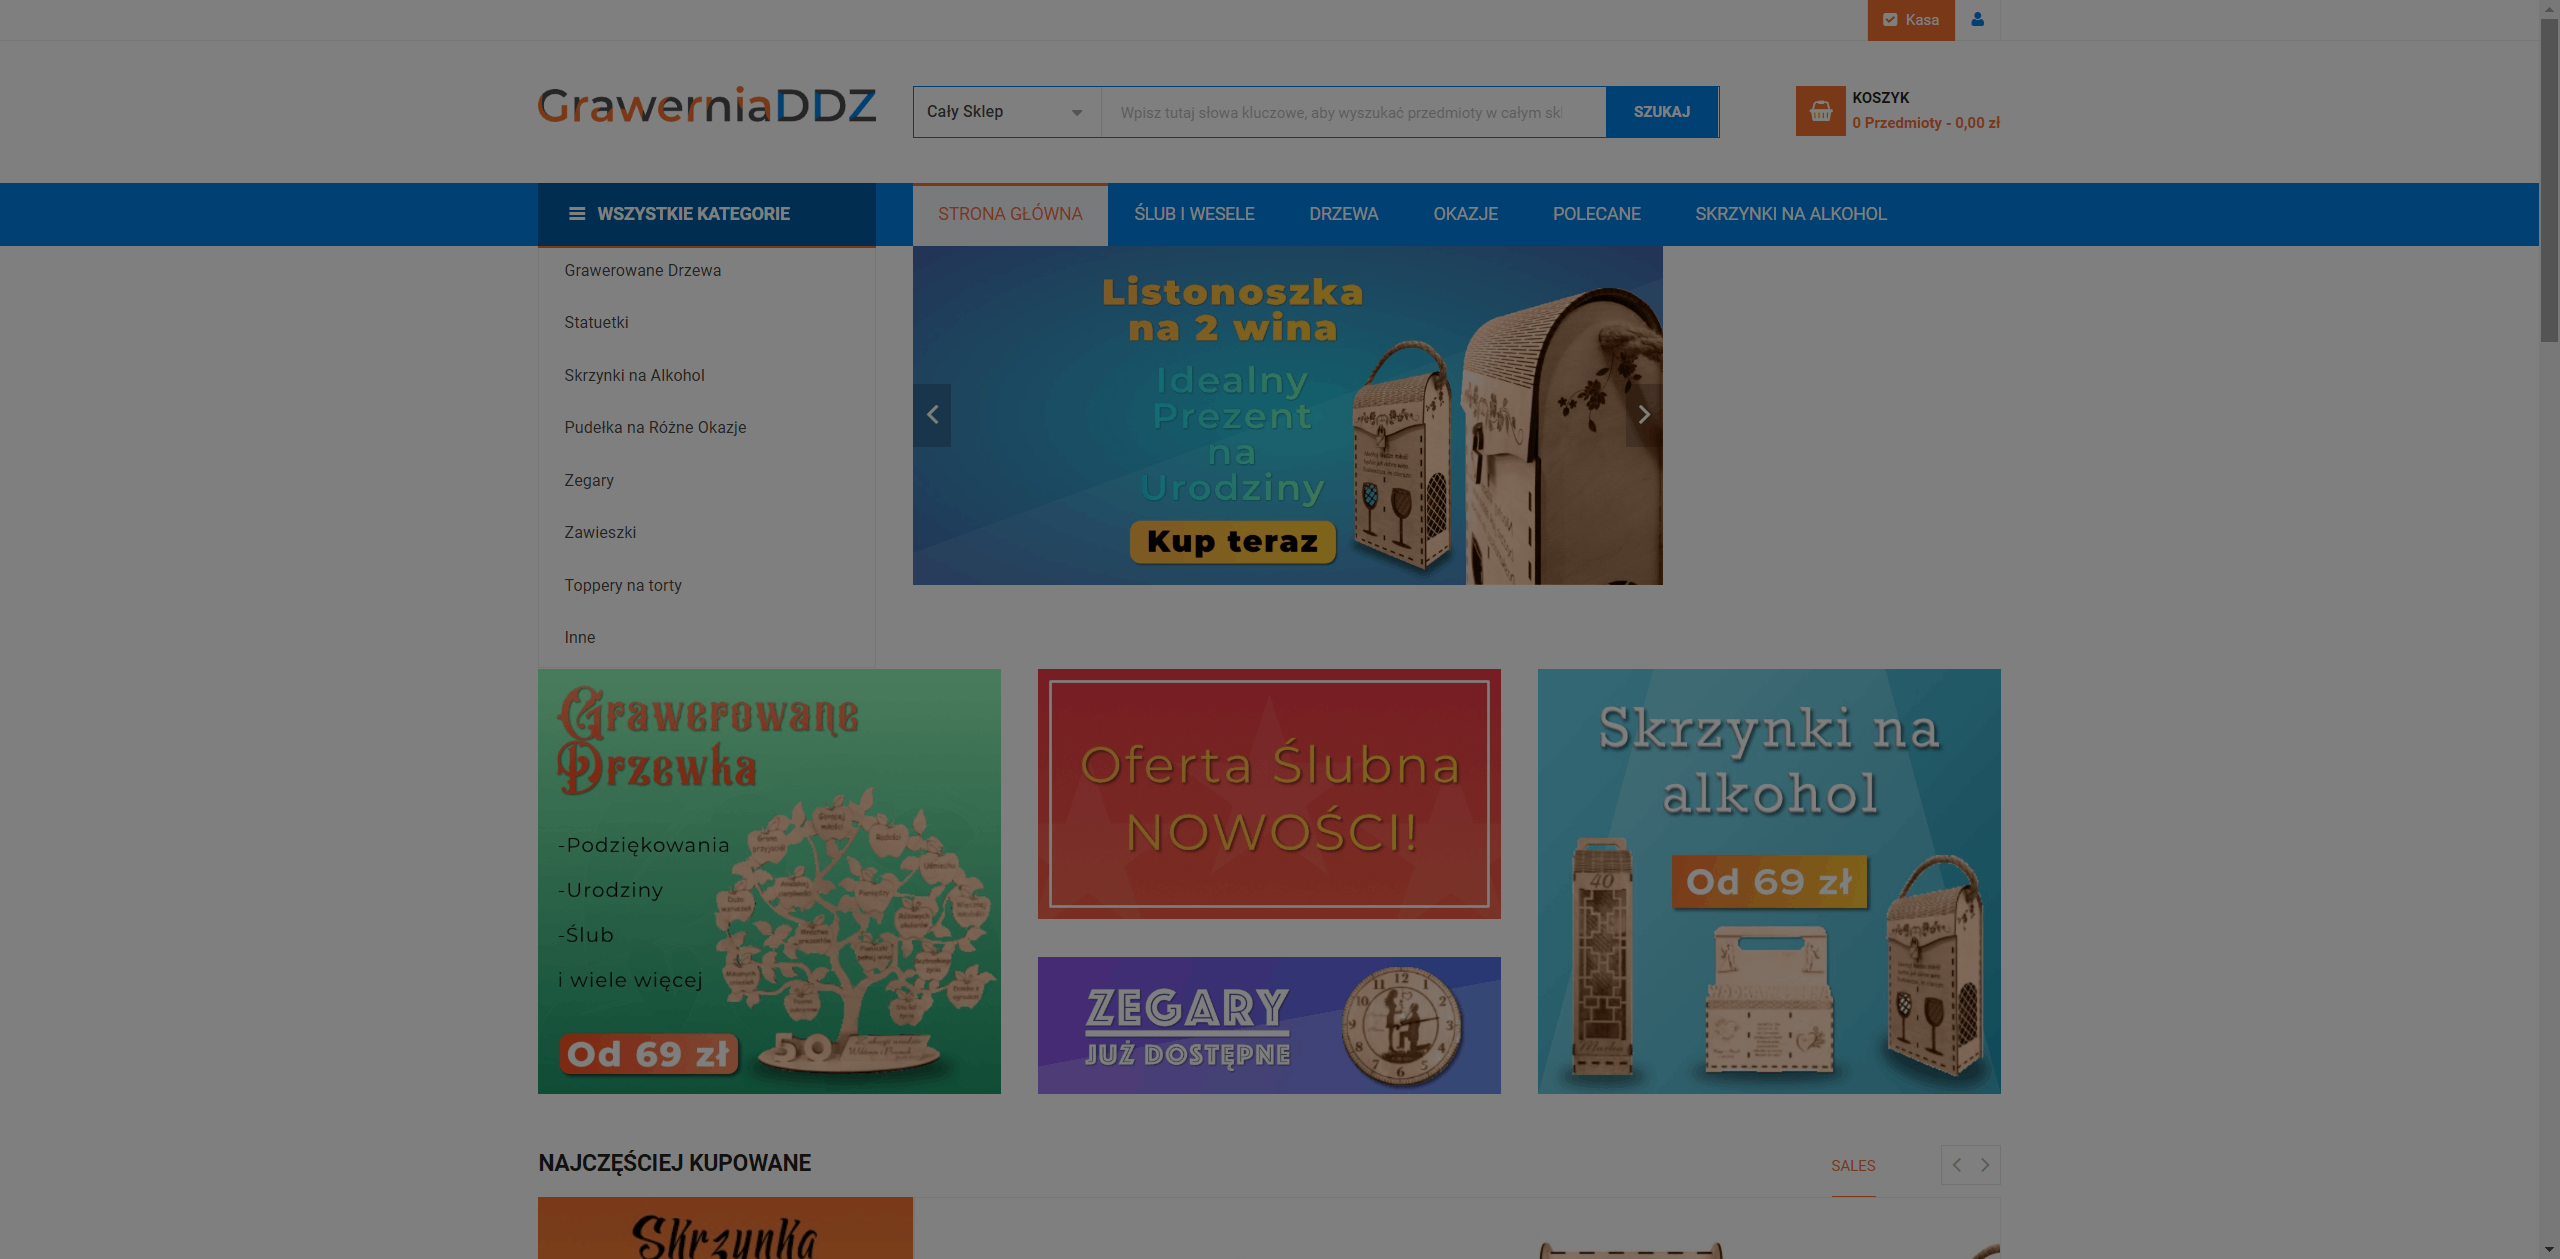 Kasa
GrawerniaDDZ
Cały Sklep
Wpisz tutaj słowa kluczowe, aby wyszukać przedmioty w całym skl
SZUKAJ
KOSZYK
0 Przedmioty - 0,00 zł
WSZYSTKIE KATEGORIE
STRONA GŁÓWNA
ŚLUB I WESELE
DRZEWA
OKAZJE
POLECANE
SKRZYNKI NA ALKOHOL
Grawerowane Drzewa
Statuetki
Skrzynki na Alkohol
Pudełka na Różne Okazje
Zegary
Zawieszki
Toppery na torty
Inne
Listonoszka
na 2 wina
Idealny
Prezent
na
Urodziny
Kup teraz
Grawerowane
Drzewka
-Podziękowania
-Urodziny
-Ślub
i wiele więcej
Od 69 zł
50
Oferta Ślubna
NOWOŚCI!
ZEGARY
JUŻ DOSTĘPNE
Skrzynki na
alkohol
Od 69 zł
40
NAJCZĘŚCIEJ KUPOWANE
SALES
Skrzynka